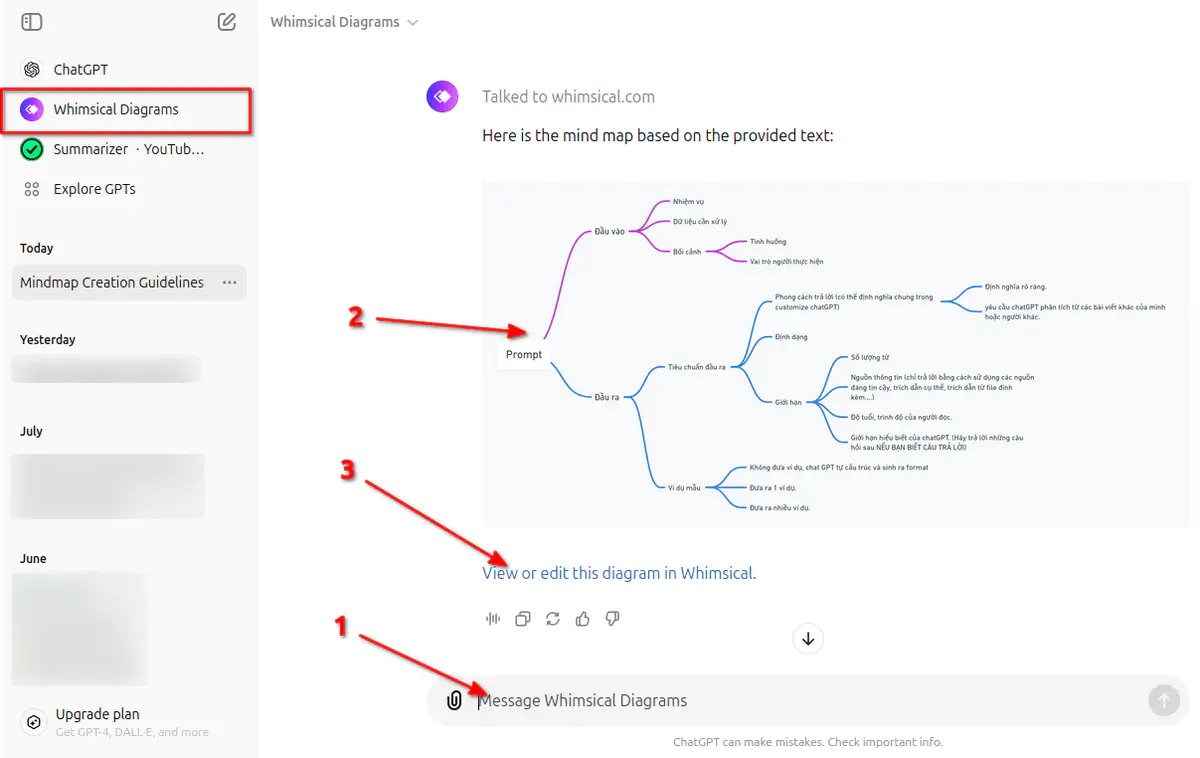 Whimsical Diagrams
ChatGPT
Whimsical Diagrams
Summarizer · YouTub...
Explore GPTs
Today
Mindmap Creation Guidelines
Yesterday
July
June
Upgrade plan
Get GPT-4, DALL·E, and more
Talked to whimsical.com
Here is the mind map based on the provided text:
Prompt
Đầu vào
Nhiệm vụ
Dữ liệu cần xử lý
Bối cảnh
Tình huống
Vai trò người thực hiện
Đầu ra
Tiêu chuẩn đầu ra
Phong cách trả lời (có thể định nghĩa chung trong
customize chatGPT)
Định nghĩa rõ ràng.
yêu cầu chatGPT phân tích từ các bài viết khác của mình
hoặc người khác.
Định dạng
Giới hạn
Số lượng từ
Nguồn thông tin (chỉ trả lời bằng cách sử dụng các nguồn
đáng tin cậy, trích dẫn cụ thể, trích dẫn từ file đính
kèm...)
Độ tuổi, trình độ của người đọc.
Giới hạn hiểu biết của chatGPT. (Hãy trả lời những câu
hỏi sau NẾU BẠN BIẾT CÂU TRẢ LỜI)
Ví dụ mẫu
Không đưa ví dụ, chat GPT tự cấu trúc và sinh ra format
Đưa ra 1 ví dụ.
Đưa ra nhiều ví dụ.
2
3
View or edit this diagram in Whimsical.
1
Message Whimsical Diagrams
ChatGPT can make mistakes. Check important info.